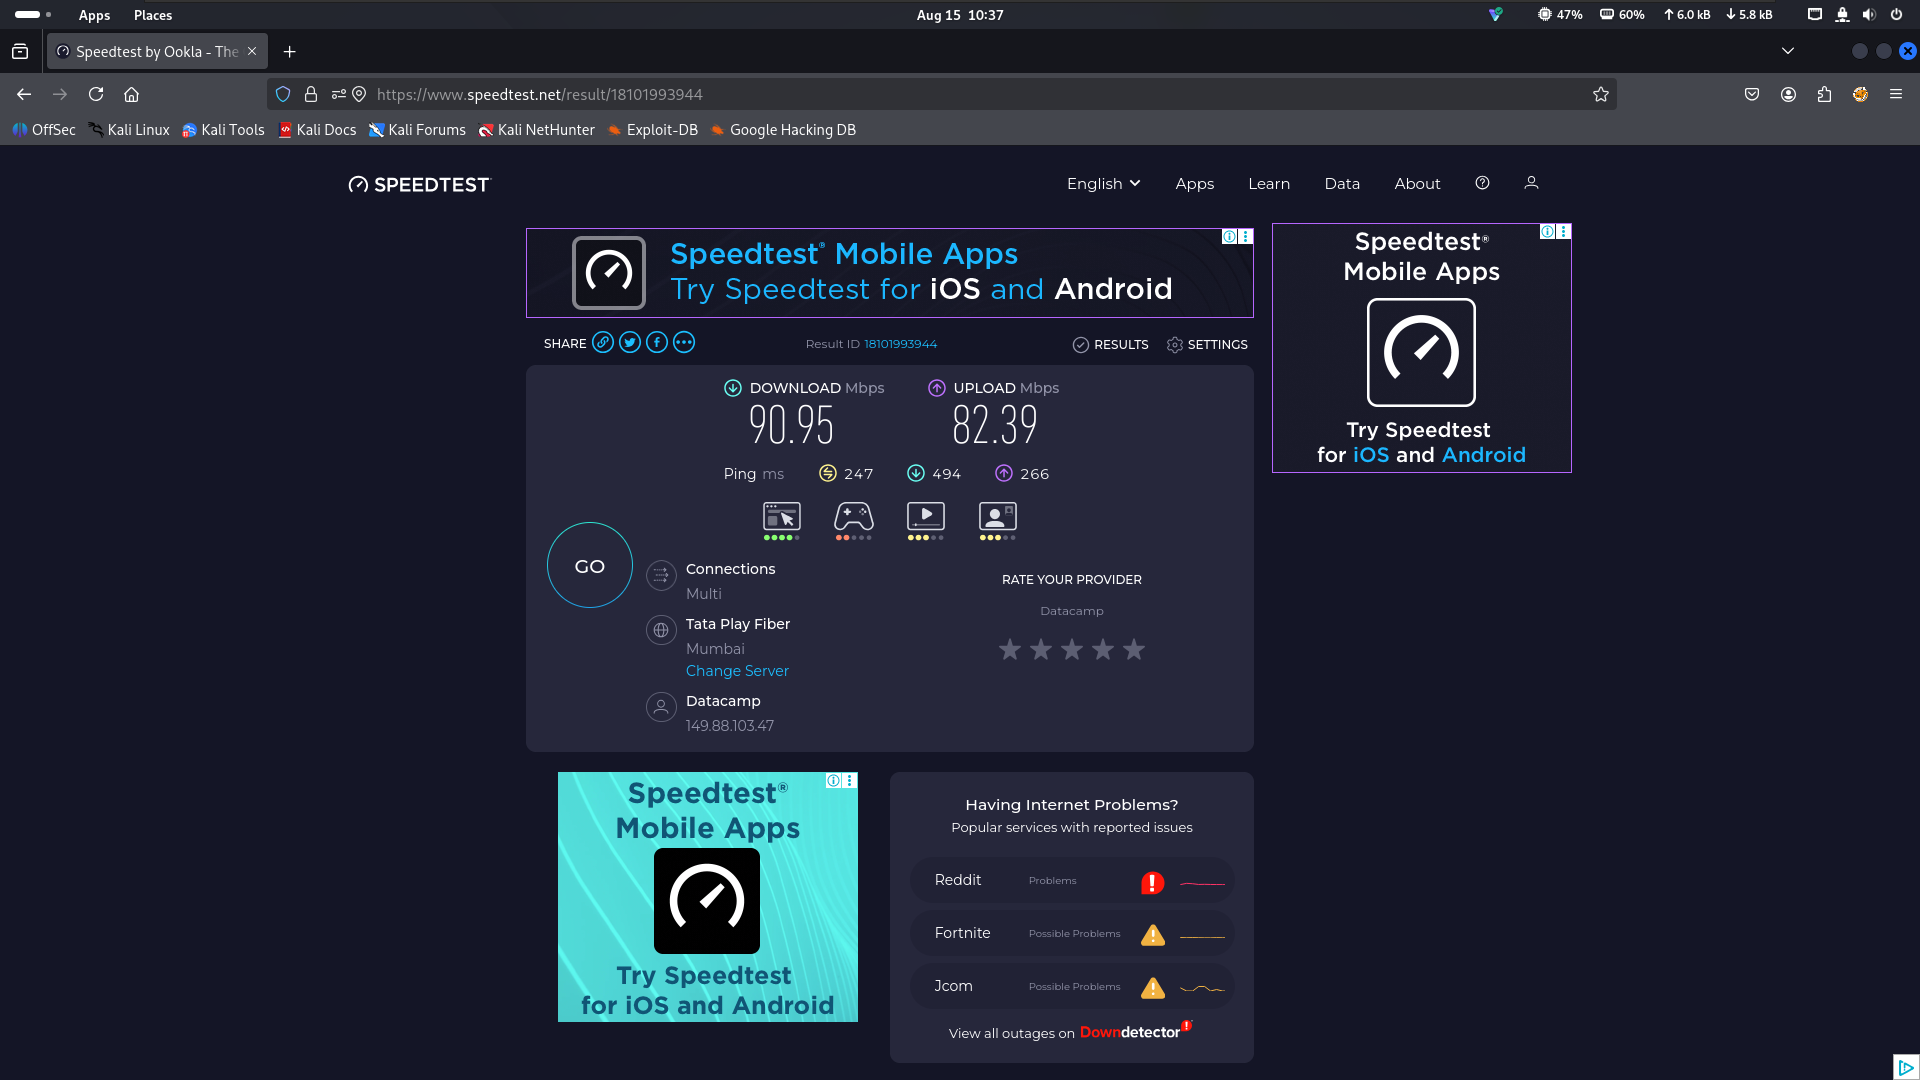 Apps Places Aug 15 10:37 47% 60% 6.0 kB 5.8 kB
Speedtest by Ookla - The
https://www.speedtest.net/result/18101993944
OffSec Kali Linux Kali Tools Kali Docs Kali Forums Kali NetHunter Exploit-DB Google Hacking DB
SPEEDTEST English Apps Learn Data About
Speedtest® Mobile Apps
Try Speedtest for iOS and Android
Speedtest®
Mobile Apps
Try Speedtest
for iOS and Android
SHARE Result ID 18101993944 RESULTS SETTINGS
DOWNLOAD Mbps UPLOAD Mbps
90.95 82.39
Ping ms 247 494 266
GO
Connections
Multi
Tata Play Fiber
Mumbai
Change Server
Datacamp
149.88.103.47
RATE YOUR PROVIDER
Datacamp
Speedtest®
Mobile Apps
Try Speedtest
for iOS and Android
Having Internet Problems?
Popular services with reported issues
Reddit Problems
Fortnite Possible Problems
Jcom Possible Problems
View all outages on Downdetector